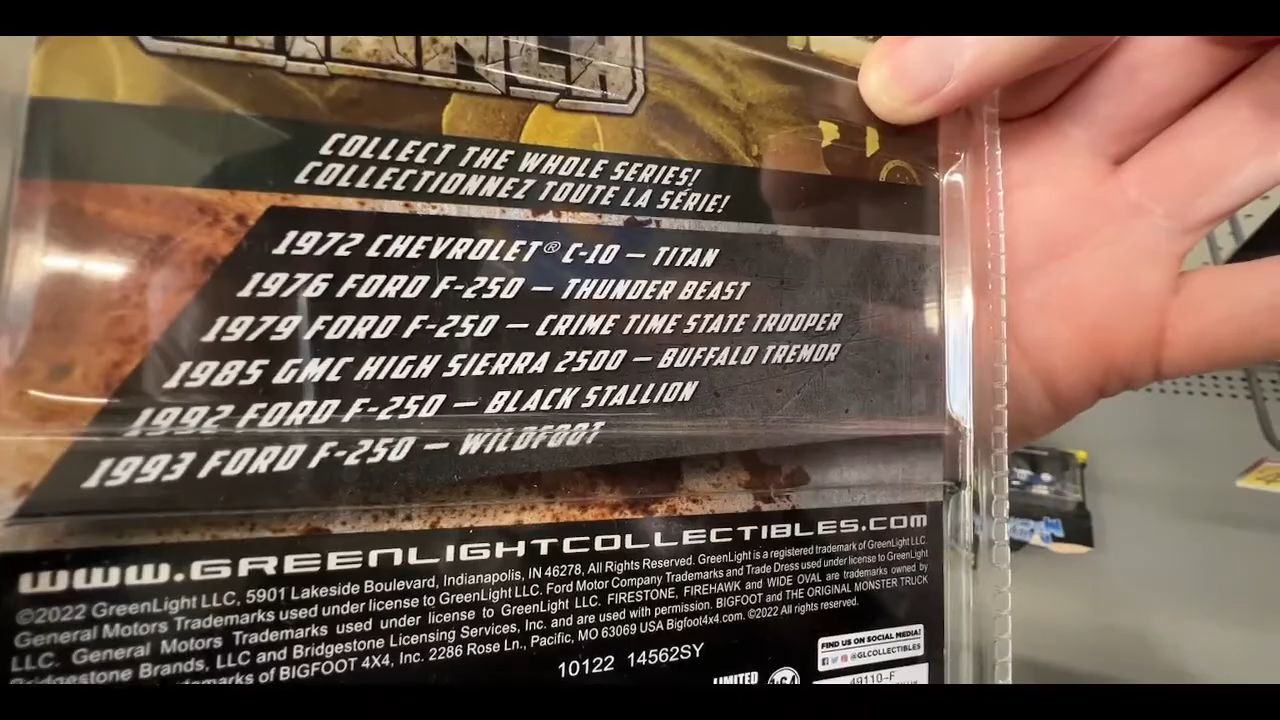 COLLECT THE WHOLE SERIES!
COLLECTIONNEZ TOUTE LA SÉRIE!
1972 CHEVROLET® C-10 – TITAN
1976 FORD F-250 – THUNDER BEAST
1979 FORD F-250 – CRIME TIME STATE TROOPER
1985 GMC HIGH SIERRA 2500 – BUFFALO TREMOR
1992 FORD F-250 – BLACK STALLION
1993 FORD F-250 – WILDFOOT
WWW.GREENLIGHTCOLLECTIBLES.COM
©2022 GreenLight LLC, 5901 Lakeside Boulevard, Indianapolis, IN 46278, All Rights Reserved. GreenLight is a registered trademark of GreenLight LLC.
General Motors Trademarks used under license to GreenLight LLC. Ford Motor Company Trademarks and Trade Dress used under license to GreenLight
LLC. General Motors Trademarks used under license to GreenLight LLC. FIRESTONE, FIREHAWK and WIDE OVAL are trademarks owned by
Bridgestone Brands, LLC and Bridgestone Licensing Services, Inc. and are used with permission. BIGFOOT and THE ORIGINAL MONSTER TRUCK
of BIGFOOT 4X4, Inc. 2286 Rose Ln., Pacific, MO 63069 USA Bigfoot4x4.com. ©2022 All rights reserved.
10122 14562SY
FIND US ON SOCIAL MEDIA!
@GLCOLLECTIBLES
LIMITED
49110-F